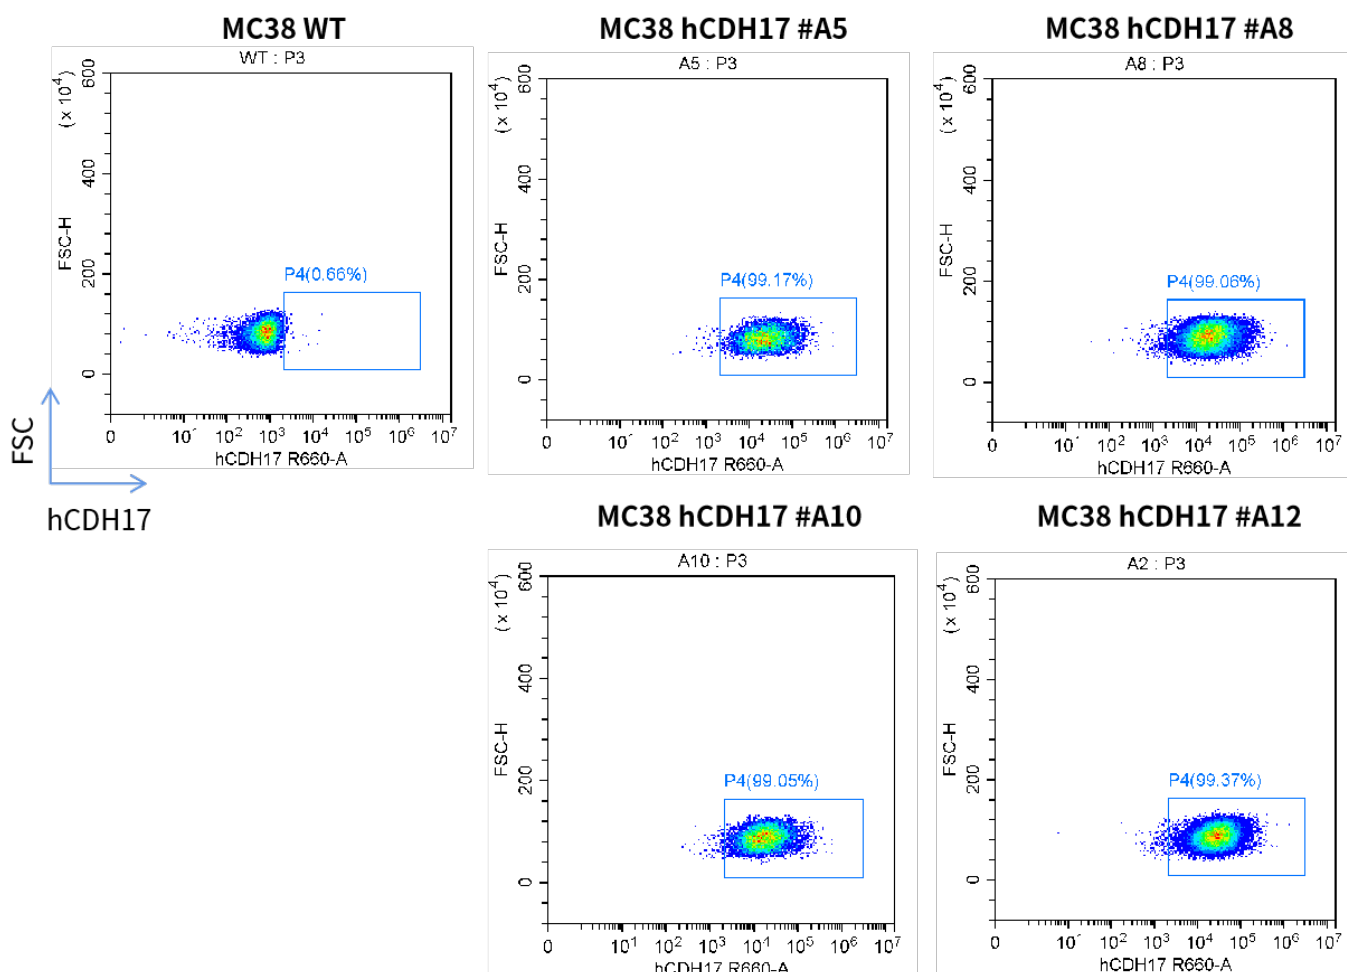 MC38 WT
WT : P3
(x 10⁴)
600
400
200
0
FSC-H
P4(0.66%)
0 10¹ 10² 10³ 10⁴ 10⁵ 10⁶ 10⁷
hCDH17 R660-A
MC38 hCDH17 #A5
A5 : P3
(x 10⁴)
600
400
200
0
FSC-H
P4(99.17%)
0 10¹ 10² 10³ 10⁴ 10⁵ 10⁶ 10⁷
hCDH17 R660-A
MC38 hCDH17 #A8
A8 : P3
(x 10⁴)
600
400
200
0
FSC-H
P4(99.06%)
0 10¹ 10² 10³ 10⁴ 10⁵ 10⁶ 10⁷
hCDH17 R660-A
FSC
hCDH17
MC38 hCDH17 #A10
A10 : P3
(x 10⁴)
600
400
200
0
FSC-H
P4(99.05%)
0 10¹ 10² 10³ 10⁴ 10⁵ 10⁶ 10⁷
hCDH17 R660-A
MC38 hCDH17 #A12
A2 : P3
(x 10⁴)
600
400
200
0
FSC-H
P4(99.37%)
0 10¹ 10² 10³ 10⁴ 10⁵ 10⁶ 10⁷
hCDH17 R660-A